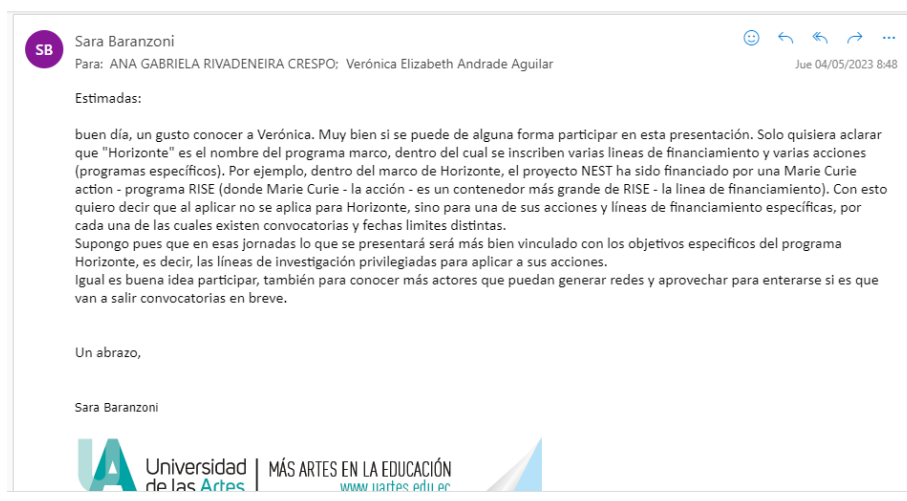 SB
Sara Baranzoni
Para: ANA GABRIELA RIVADENEIRA CRESPO; Verónica Elizabeth Andrade Aguilar
Jue 04/05/2023 8:48
Estimadas:
buen día, un gusto conocer a Verónica. Muy bien si se puede de alguna forma participar en esta presentación. Solo quisiera aclarar
que "Horizonte" es el nombre del programa marco, dentro del cual se inscriben varias lineas de financiamiento y varias acciones
(programas específicos). Por ejemplo, dentro del marco de Horizonte, el proyecto NEST ha sido financiado por una Marie Curie
action - programa RISE (donde Marie Curie - la acción - es un contenedor más grande de RISE - la linea de financiamiento). Con esto
quiero decir que al aplicar no se aplica para Horizonte, sino para una de sus acciones y líneas de financiamiento específicas, por
cada una de las cuales existen convocatorias y fechas limites distintas.
Supongo pues que en esas jornadas lo que se presentará será más bien vinculado con los objetivos especificos del programa
Horizonte, es decir, las líneas de investigación privilegiadas para aplicar a sus acciones.
Igual es buena idea participar, también para conocer más actores que puedan generar redes y aprovechar para enterarse si es que
van a salir convocatorias en breve.
Un abrazo,
Sara Baranzoni
UA
Universidad
de las Artes
MÁS ARTES EN LA EDUCACIÓN
www.uartes.edu.ec